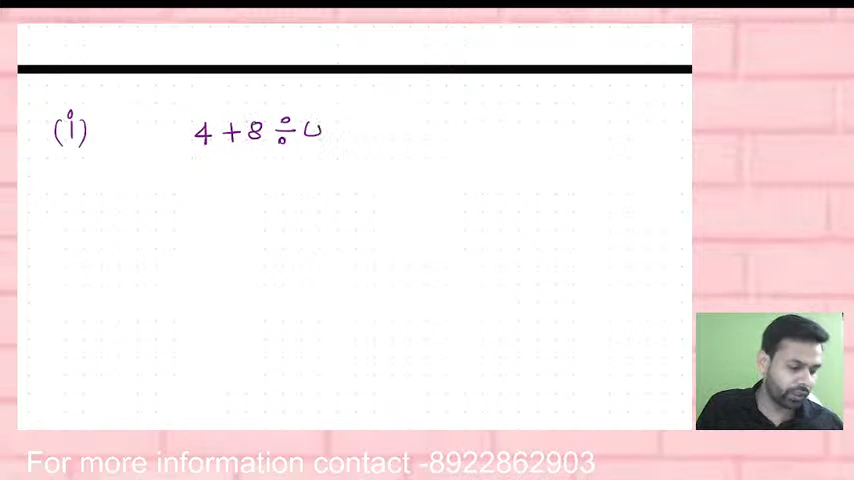 (i) 4 + 8 ÷
For more information contact -8922862903